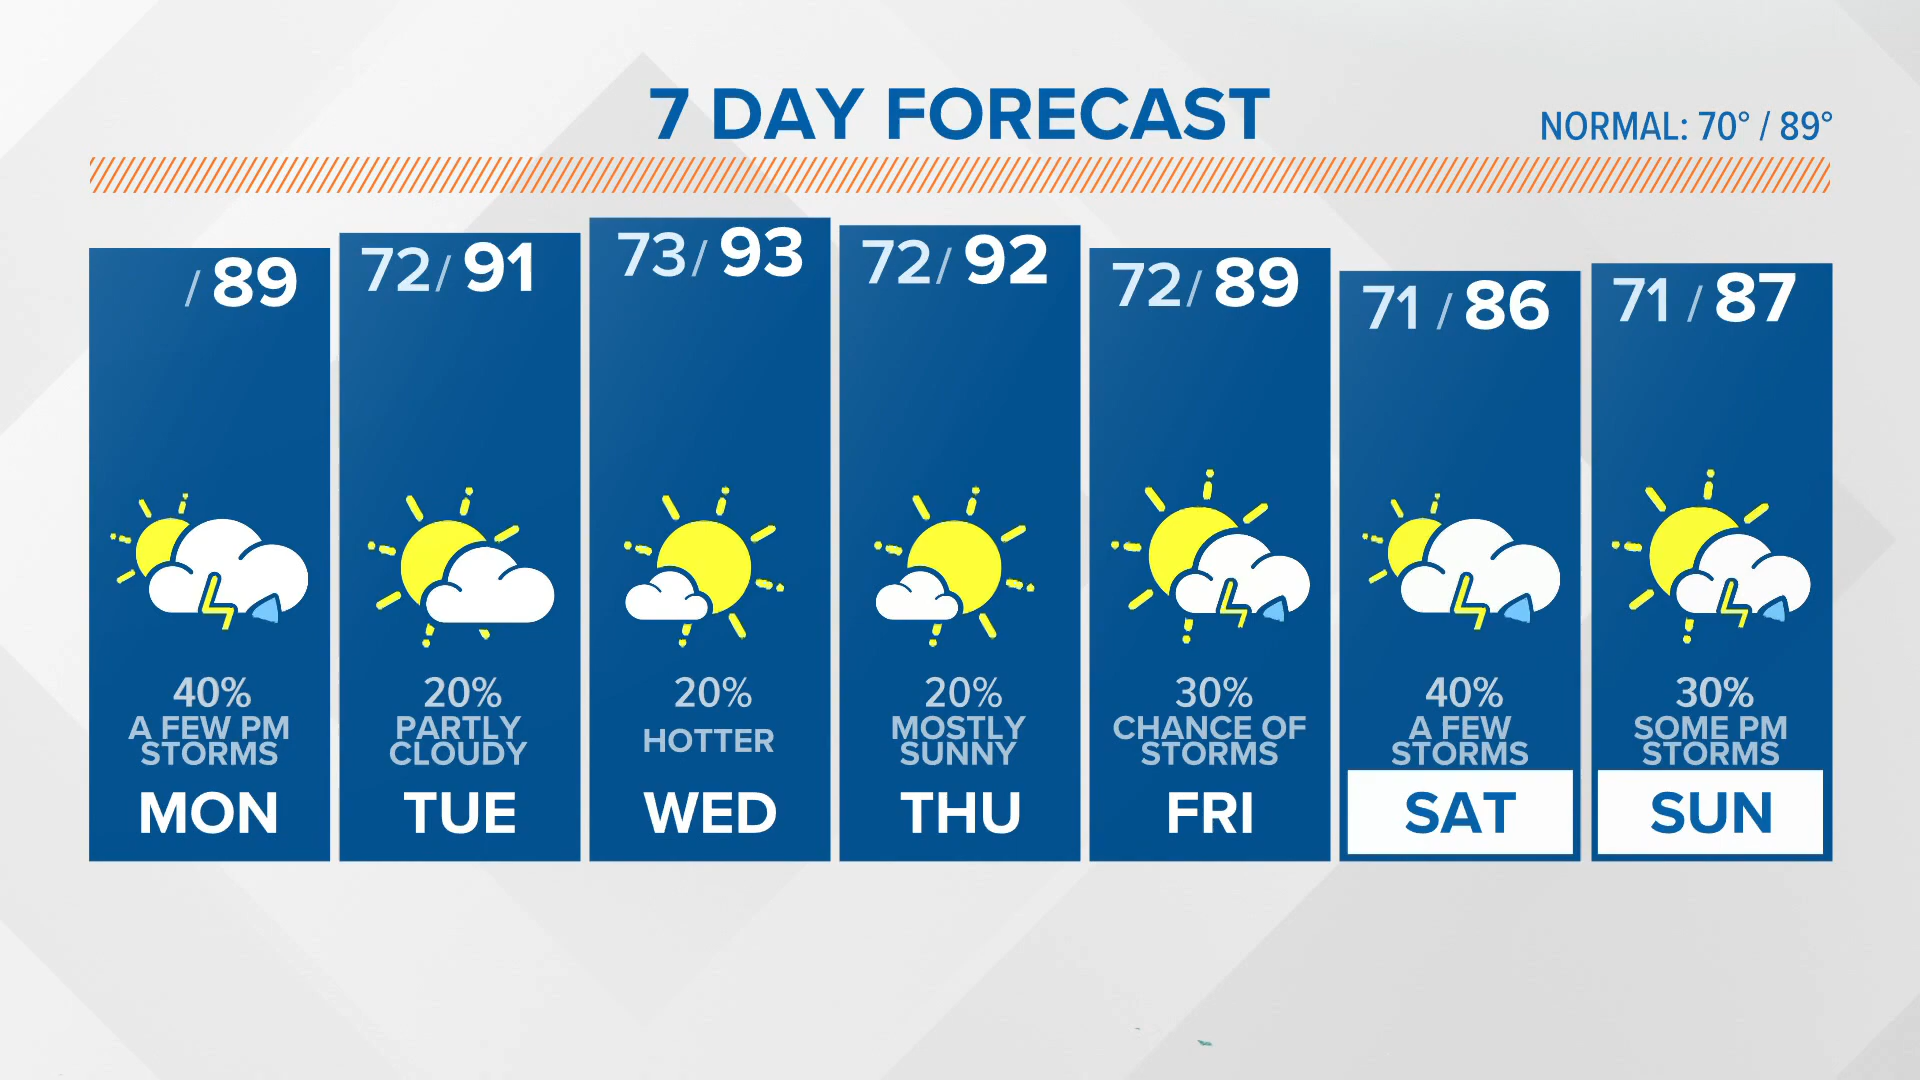 7 DAY FORECAST
NORMAL: 70° / 89°
/ 89
40%
A FEW PM
STORMS
MON
72/ 91
20%
PARTLY
CLOUDY
TUE
73/ 93
20%
HOTTER
WED
72/ 92
20%
MOSTLY
SUNNY
THU
72/ 89
30%
CHANCE OF
STORMS
FRI
71 / 86
40%
A FEW
STORMS
SAT
71 / 87
30%
SOME PM
STORMS
SUN